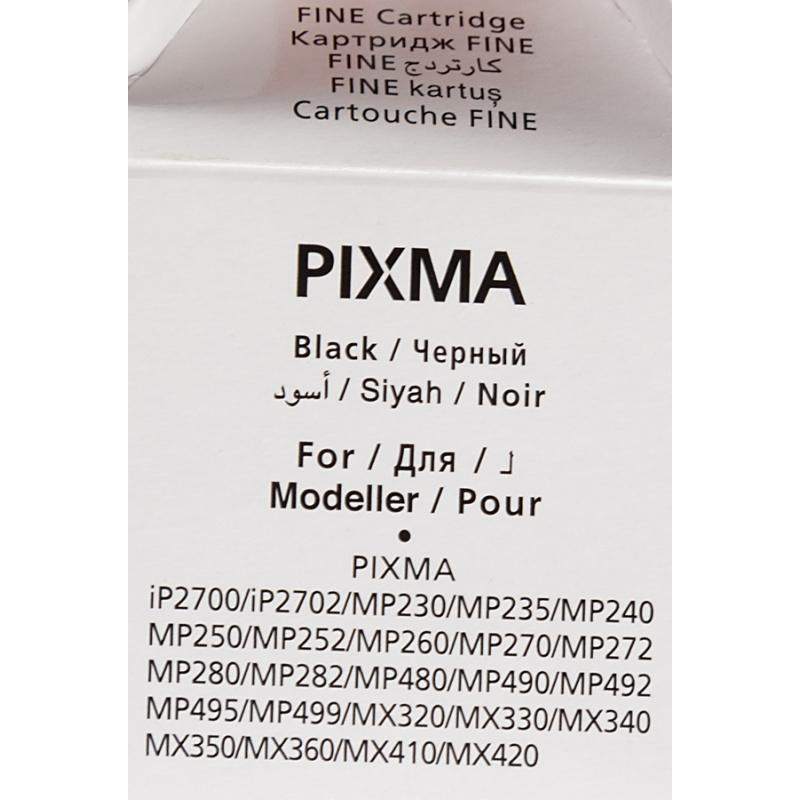 FINE Cartridge
Картридж FINE
FINE كارتردج
FINE kartuş
Cartouche FINE
PIXMA
Black / Черный
أسود / Siyah / Noir
For / Для / لـ
Modeller / Pour
•
PIXMA
iP2700/iP2702/MP230/MP235/MP240
MP250/MP252/MP260/MP270/MP272
MP280/MP282/MP480/MP490/MP492
MP495/MP499/MX320/MX330/MX340
MX350/MX360/MX410/MX420